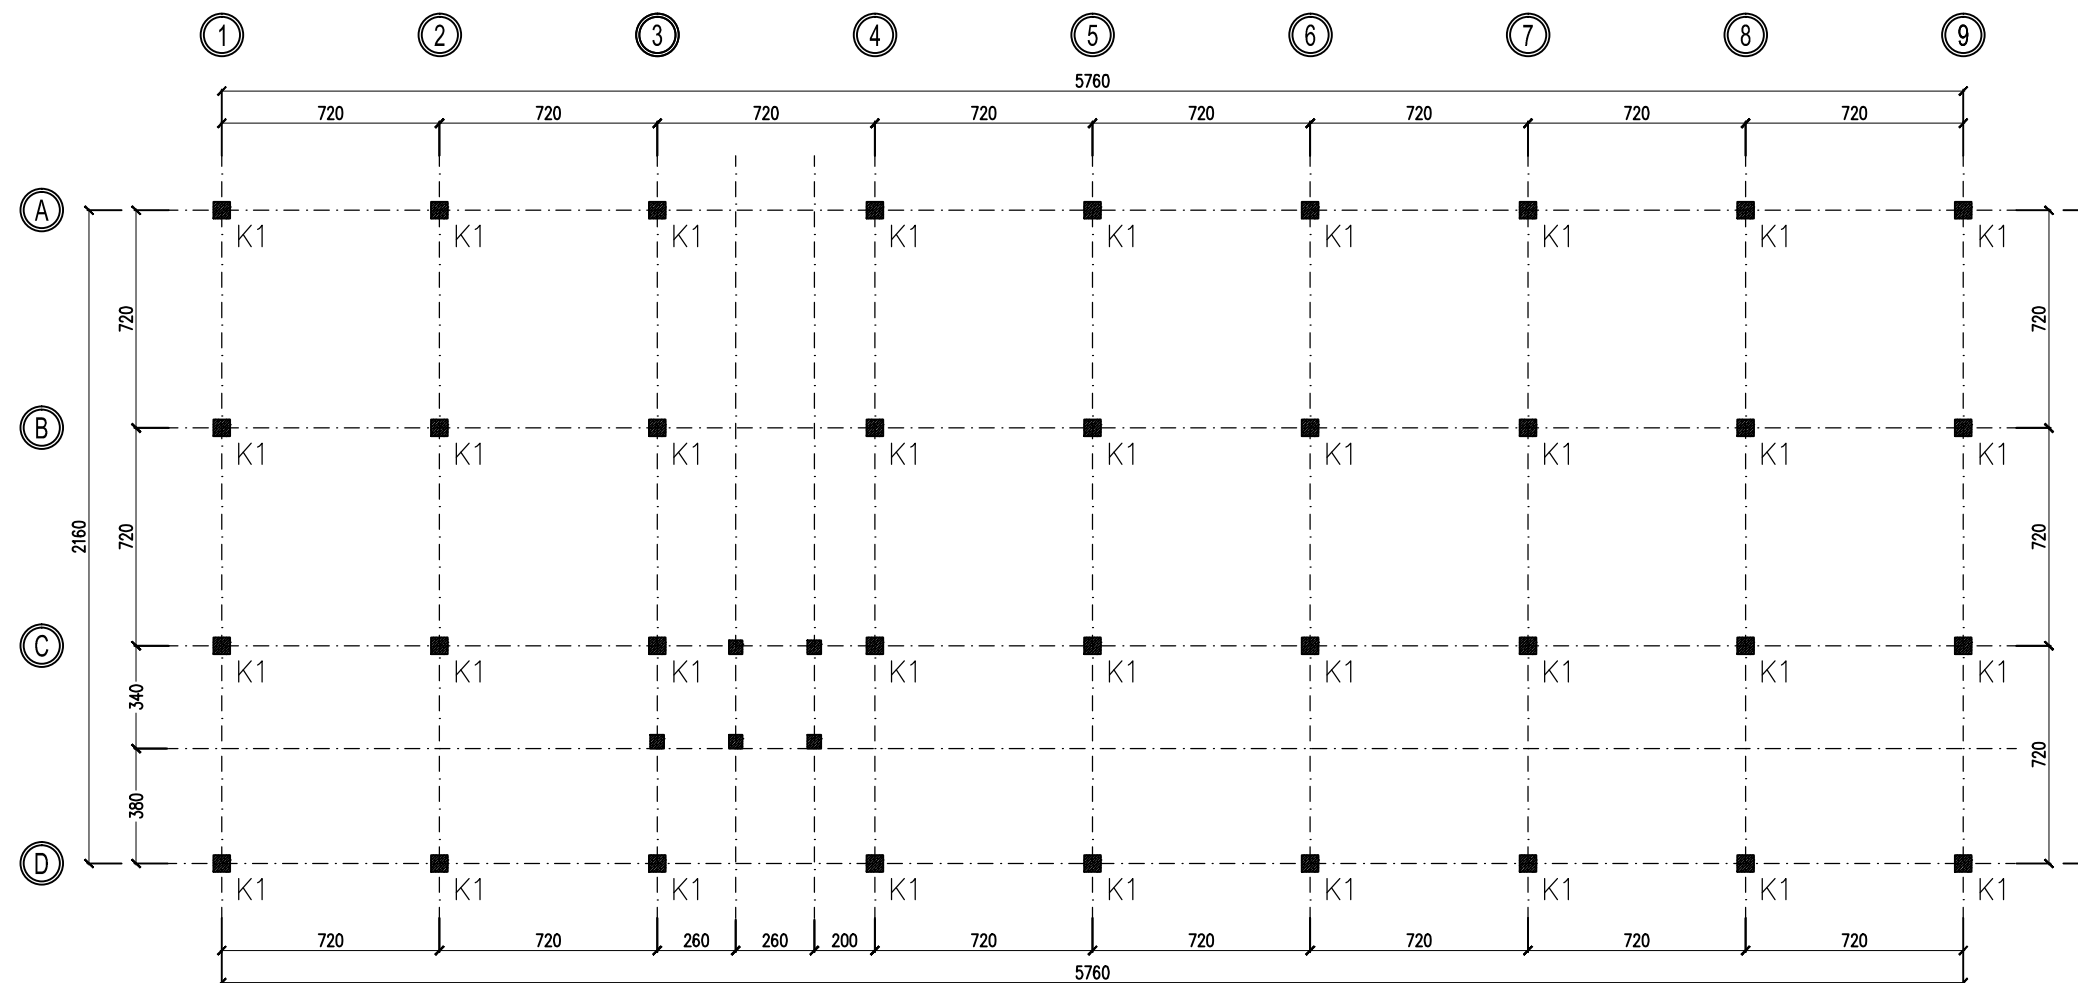 1 2 3 4 5 6 7 8 9
5760
720 720 720 720 720 720 720 720
A
K1 K1 K1 K1 K1 K1 K1 K1 K1
720 720
B
K1 K1 K1 K1 K1 K1 K1 K1 K1
2160 720 720
C
K1 K1 K1 K1 K1 K1 K1 K1 K1
340
720
380
D
K1 K1 K1 K1 K1 K1 K1 K1 K1
720 720 260 260 200 720 720 720 720 720
5760